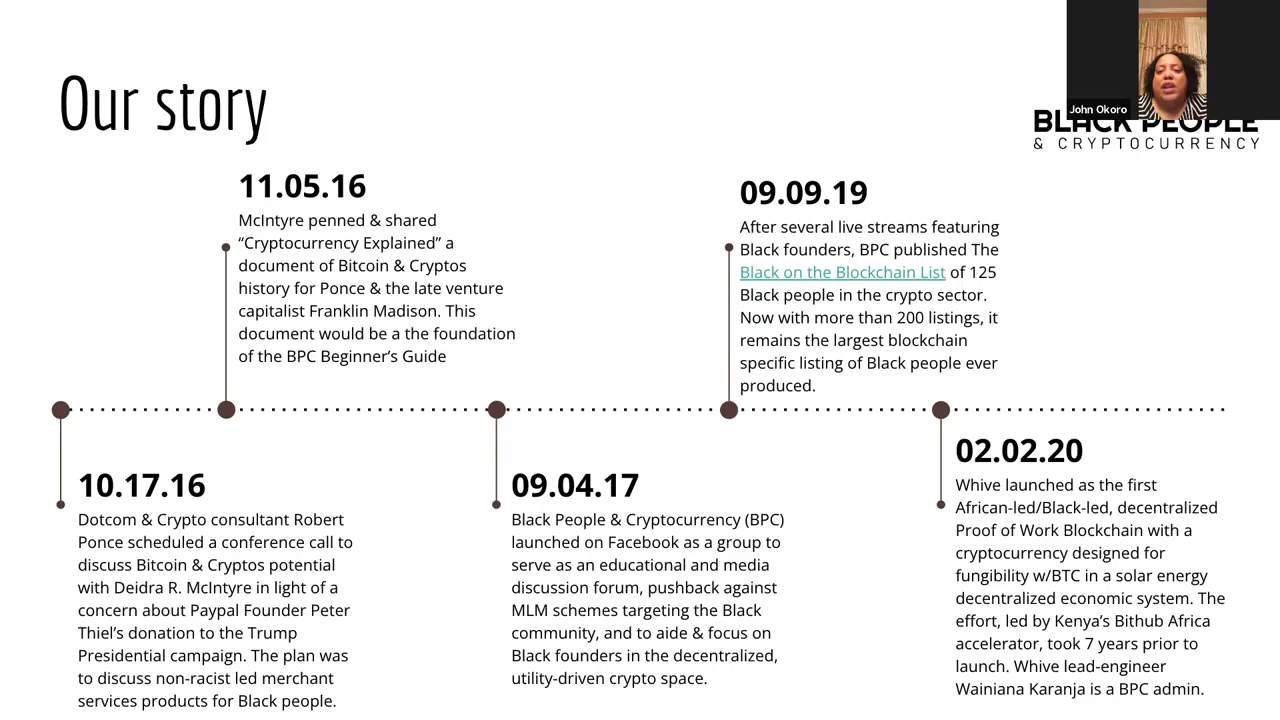 Our story
John Okoro
BLACK PEOPLE
& CRYPTOCURRENCY
11.05.16
McIntyre penned & shared
“Cryptocurrency Explained” a
document of Bitcoin & Cryptos
history for Ponce & the late venture
capitalist Franklin Madison. This
document would be a the foundation
of the BPC Beginner’s Guide
09.09.19
After several live streams featuring
Black founders, BPC published The
Black on the Blockchain List of 125
Black people in the crypto sector.
Now with more than 200 listings, it
remains the largest blockchain
specific listing of Black people ever
produced.
10.17.16
Dotcom & Crypto consultant Robert
Ponce scheduled a conference call to
discuss Bitcoin & Cryptos potential
with Deidra R. McIntyre in light of a
concern about Paypal Founder Peter
Thiel’s donation to the Trump
Presidential campaign. The plan was
to discuss non-racist led merchant
services products for Black people.
09.04.17
Black People & Cryptocurrency (BPC)
launched on Facebook as a group to
serve as an educational and media
discussion forum, pushback against
MLM schemes targeting the Black
community, and to aide & focus on
Black founders in the decentralized,
utility-driven crypto space.
02.02.20
Whive launched as the first
African-led/Black-led, decentralized
Proof of Work Blockchain with a
cryptocurrency designed for
fungibility w/BTC in a solar energy
decentralized economic system. The
effort, led by Kenya’s Bithub Africa
accelerator, took 7 years prior to
launch. Whive lead-engineer
Wainiana Karanja is a BPC admin.